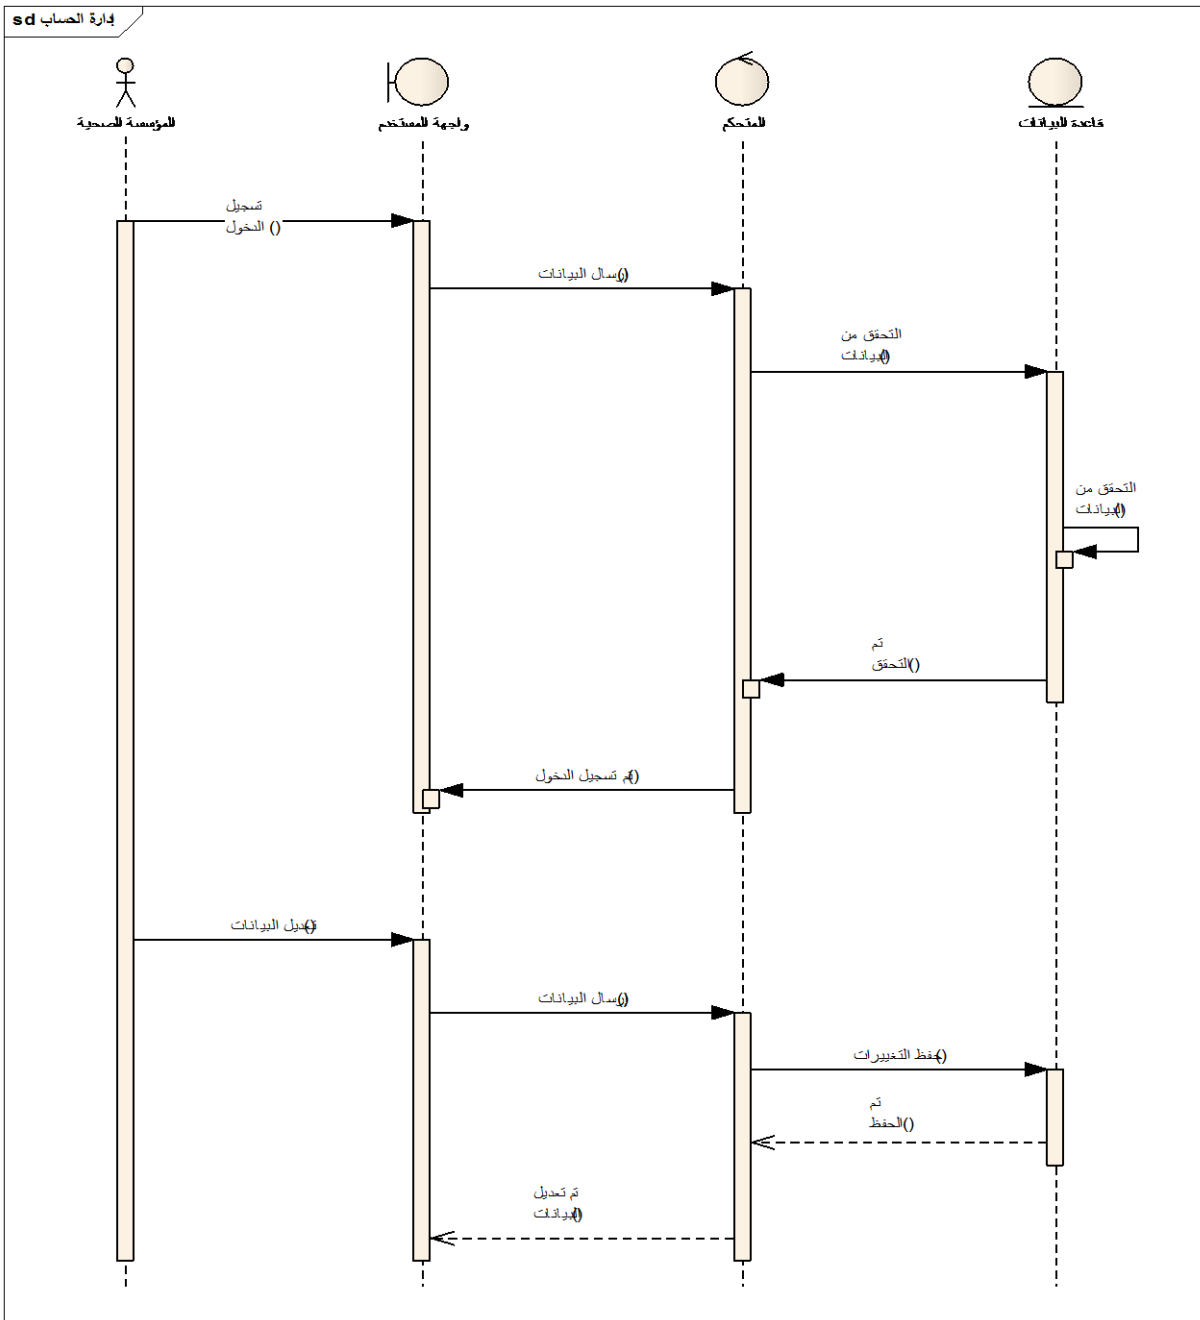 sd إدارة الحساب
المؤسسة الصحية
واجهة المستخدم
المتحكم
قاعدة البيانات
تسجيل
الدخول ()
إرسال البيانات()
التحقق من
البيانات()
التحقق من
البيانات()
تم
التحقق()
تم تسجيل الدخول()
تعديل البيانات()
إرسال البيانات()
حفظ التغييرات()
تم
الحفظ()
تم تعديل
البيانات()